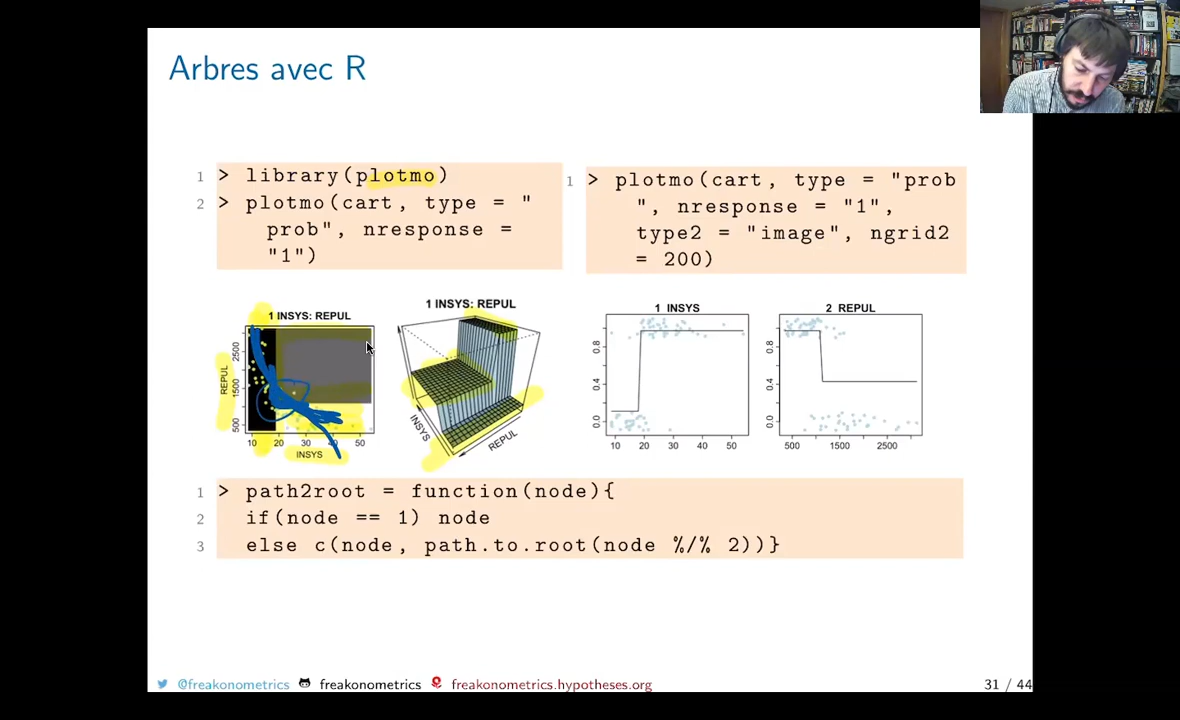 Arbres avec R
1 > library(plotmo)
2 > plotmo(cart, type = "
prob", nresponse =
"1")
1 > plotmo(cart, type = "prob
", nresponse = "1",
type2 = "image", ngrid2
= 200)
1 INSYS: REPUL
REPUL
500 1500 2500
10 20 30 40 50
INSYS
1 INSYS: REPUL
INSYS
REPUL
1 INSYS
0.0 0.4 0.8
10 20 30 40 50
2 REPUL
0.0 0.4 0.8
500 1500 2500
1 > path2root = function(node){
2 if(node == 1) node
3 else c(node, path.to.root(node %/% 2))}
@freakonometrics freakonometrics freakonometrics.hypotheses.org 31 / 44